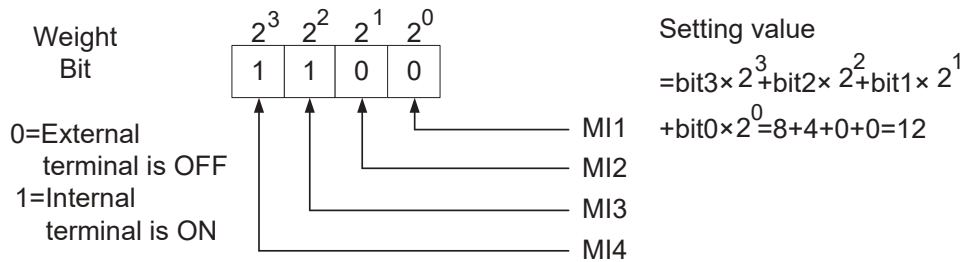 Weight 2^3 2^2 2^1 2^0
Bit 1 1 0 0
0=External
terminal is OFF
1=Internal
terminal is ON
MI1
MI2
MI3
MI4
Setting value
=bit3× 2^3+bit2× 2^2+bit1× 2^1
+bit0×2^0=8+4+0+0=12